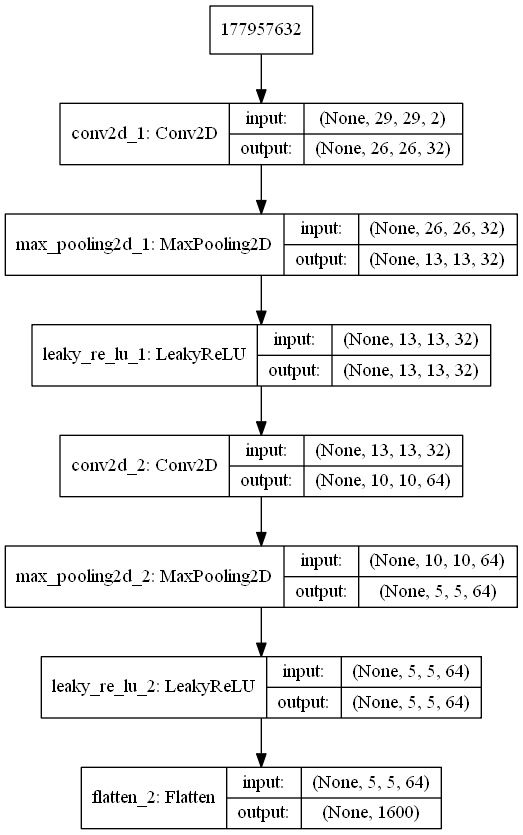 177957632
conv2d_1: Conv2D
input:
(None, 29, 29, 2)
output:
(None, 26, 26, 32)
max_pooling2d_1: MaxPooling2D
input:
(None, 26, 26, 32)
output:
(None, 13, 13, 32)
leaky_re_lu_1: LeakyReLU
input:
(None, 13, 13, 32)
output:
(None, 13, 13, 32)
conv2d_2: Conv2D
input:
(None, 13, 13, 32)
output:
(None, 10, 10, 64)
max_pooling2d_2: MaxPooling2D
input:
(None, 10, 10, 64)
output:
(None, 5, 5, 64)
leaky_re_lu_2: LeakyReLU
input:
(None, 5, 5, 64)
output:
(None, 5, 5, 64)
flatten_2: Flatten
input:
(None, 5, 5, 64)
output:
(None, 1600)